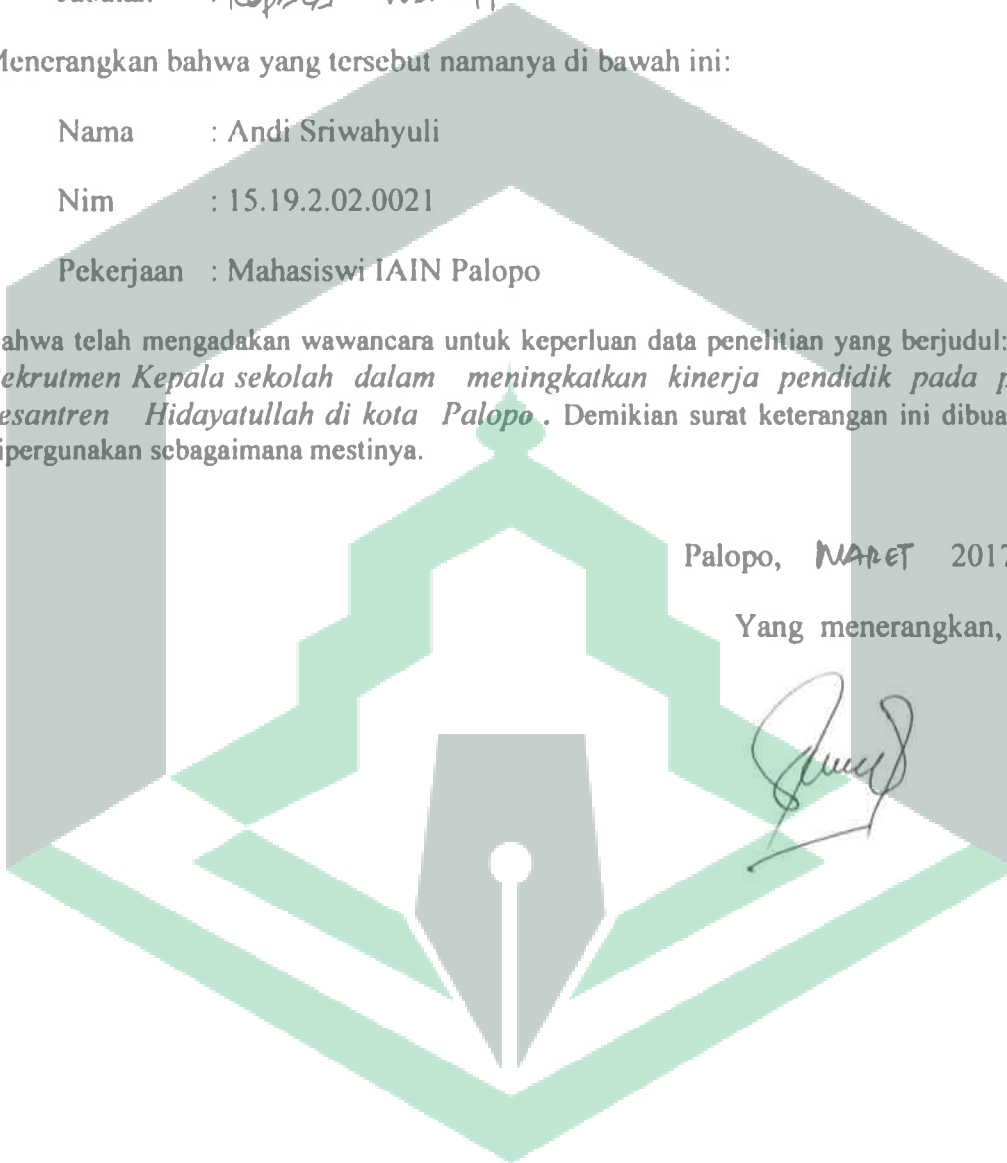 Menerangkan bahwa yang tersebut namanya di bawah ini:
Nama : Andi Sriwahyuli
Nim : 15.19.2.02.0021
Pekerjaan : Mahasiswi IAIN Palopo
ahwa telah mengadakan wawancara untuk keperluan data penelitian yang berjudul:
ekrutmen Kepala sekolah dalam meningkatkan kinerja pendidik pada p
esantren Hidayatullah di kota Palopo . Demikian surat keterangan ini dibua
ipergunakan sebagaimana mestinya.
Palopo, MARET 2017
Yang menerangkan,